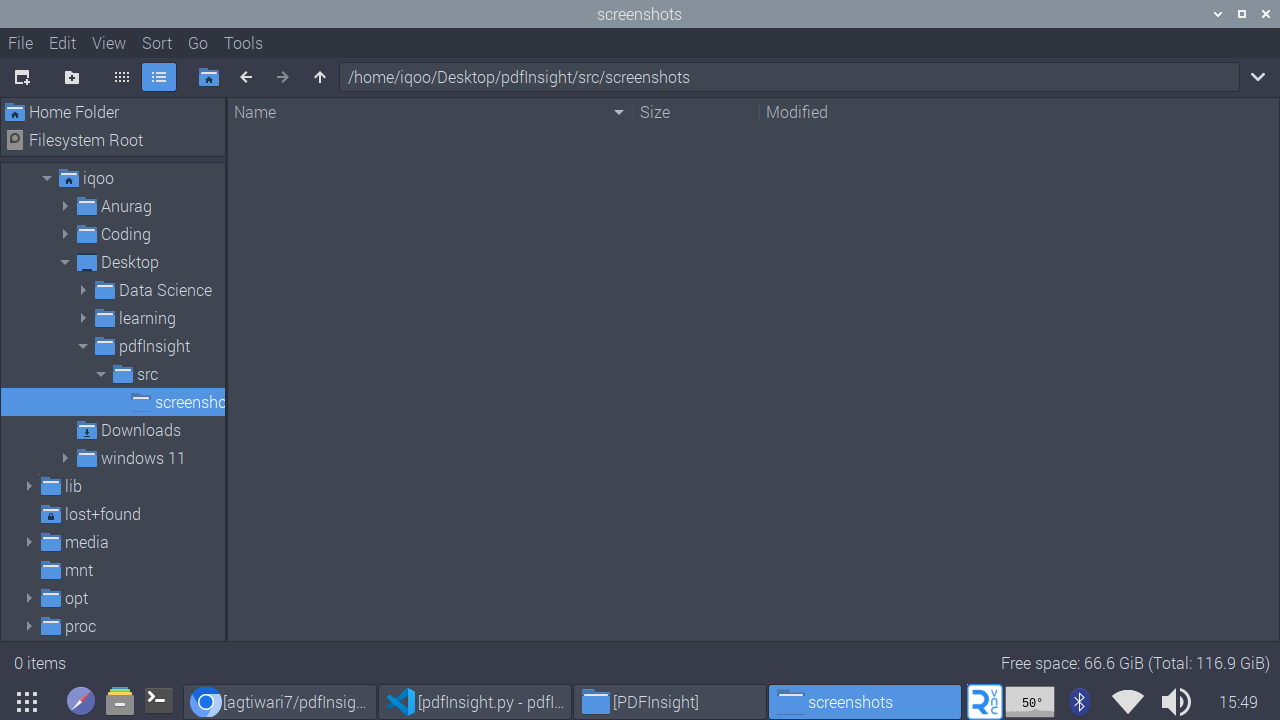 screenshots
File Edit View Sort Go Tools
/home/iqoo/Desktop/pdfInsight/src/screenshots
Home Folder
Filesystem Root
Name Size Modified
iqoo
Anurag
Coding
Desktop
Data Science
learning
pdfInsight
src
screensho
Downloads
windows 11
lib
lost+found
media
mnt
opt
proc
0 items
Free space: 66.6 GiB (Total: 116.9 GiB)
[agtiwari7/pdfInsig... [pdfInsight.py - pdfI... [PDFInsight] screenshots VNC 50° 15:49